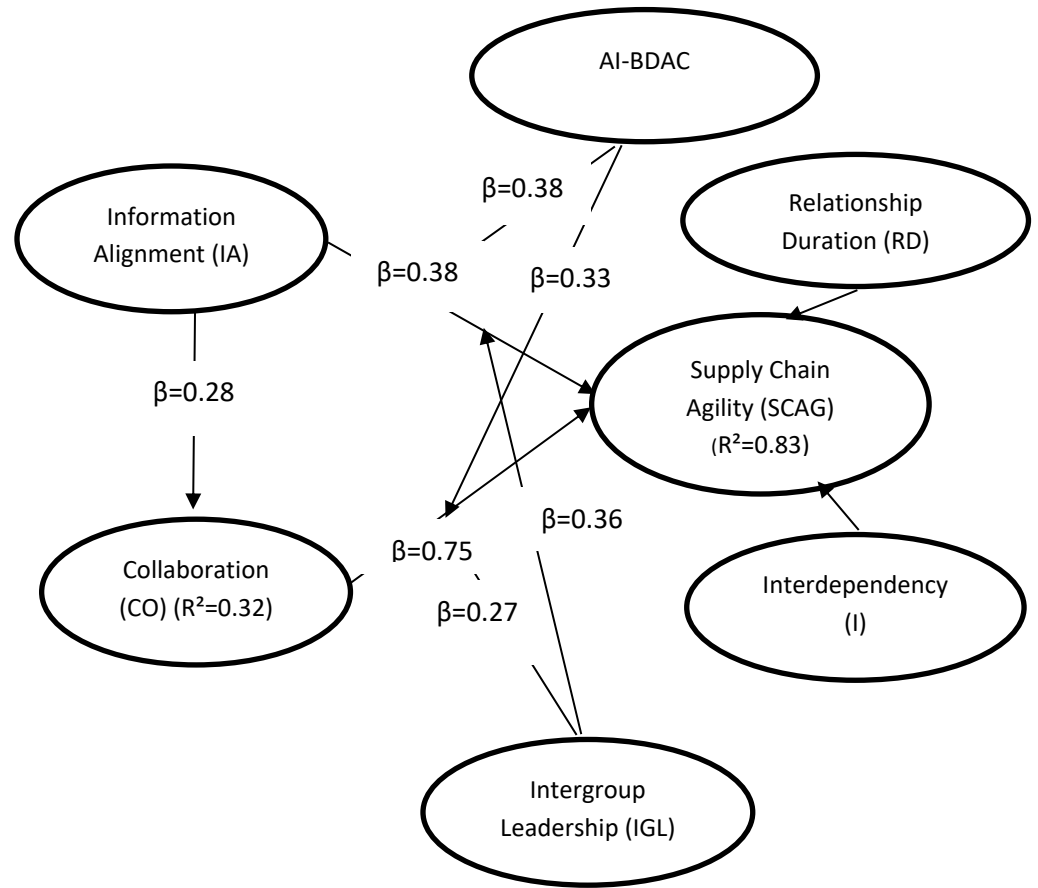 AI-BDAC
β=0.38
Relationship
Duration (RD)
Information
Alignment (IA)
β=0.38
β=0.33
β=0.28
Supply Chain
Agility (SCAG)
(R²=0.83)
β=0.36
β=0.75
Collaboration
(CO) (R²=0.32)
β=0.27
Interdependency
(I)
Intergroup
Leadership (IGL)